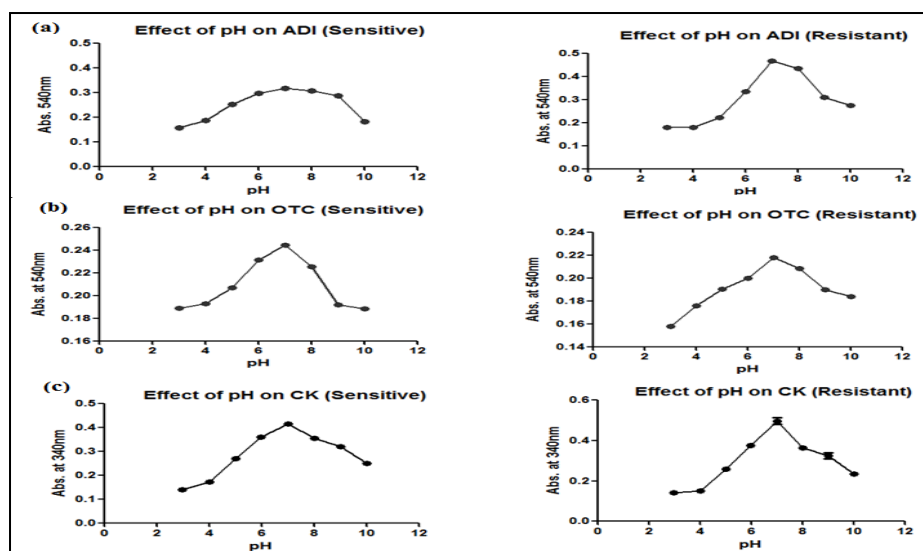 (a)
Effect of pH on ADI (Sensitive)
Abs. at 540nm
0.5
0.4
0.3
0.2
0.1
0.0
0 2 4 6 8 10 12
pH
Effect of pH on ADI (Resistant)
Abs. at 540nm
0.5
0.4
0.3
0.2
0.1
0.0
0 2 4 6 8 10 12
pH
(b)
Effect of pH on OTC (Sensitive)
Abs. at 540nm
0.26
0.24
0.22
0.20
0.18
0.16
0 2 4 6 8 10 12
pH
Effect of pH on OTC (Resistant)
Abs. at 540nm
0.24
0.22
0.20
0.18
0.16
0.14
0 2 4 6 8 10 12
pH
(c)
Effect of pH on CK (Sensitive)
Abs. at 340nm
0.5
0.4
0.3
0.2
0.1
0.0
0 2 4 6 8 10 12
pH
Effect of pH on CK (Resistant)
Abs. at 340nm
0.6
0.4
0.2
0.0
0 2 4 6 8 10 12
pH